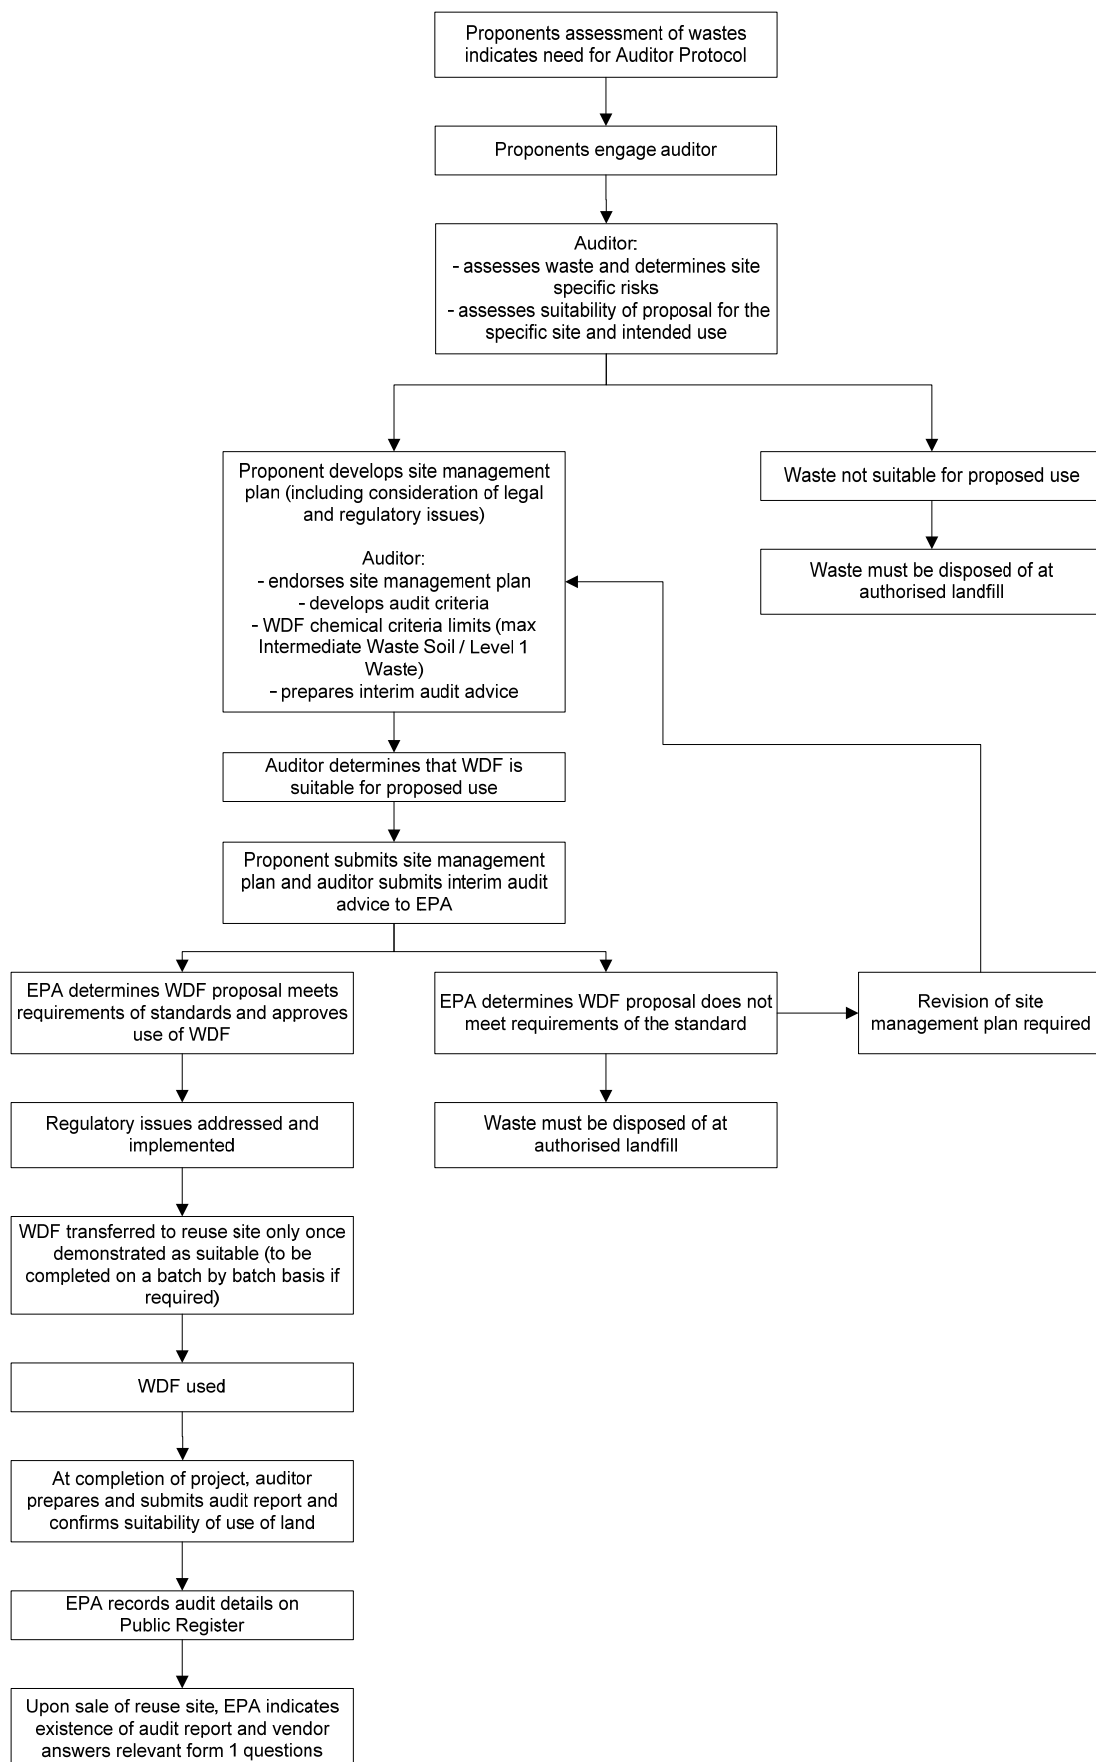 Proponents assessment of wastes
indicates need for Auditor Protocol
Proponents engage auditor
Auditor:
- assesses waste and determines site
specific risks
- assesses suitability of proposal for the
specific site and intended use
Proponent develops site management
plan (including consideration of legal
and regulatory issues)
Auditor:
- endorses site management plan
- develops audit criteria
- WDF chemical criteria limits (max
Intermediate Waste Soil / Level 1
Waste)
- prepares interim audit advice
Waste not suitable for proposed use
Waste must be disposed of at
authorised landfill
Auditor determines that WDF is
suitable for proposed use
Proponent submits site management
plan and auditor submits interim audit
advice to EPA
EPA determines WDF proposal meets
requirements of standards and approves
use of WDF
EPA determines WDF proposal does not
meet requirements of the standard
Revision of site
management plan required
Regulatory issues addressed and
implemented
Waste must be disposed of at
authorised landfill
WDF transferred to reuse site only once
demonstrated as suitable (to be
completed on a batch by batch basis if
required)
WDF used
At completion of project, auditor
prepares and submits audit report and
confirms suitability of use of land
EPA records audit details on
Public Register
Upon sale of reuse site, EPA indicates
existence of audit report and vendor
answers relevant form 1 questions